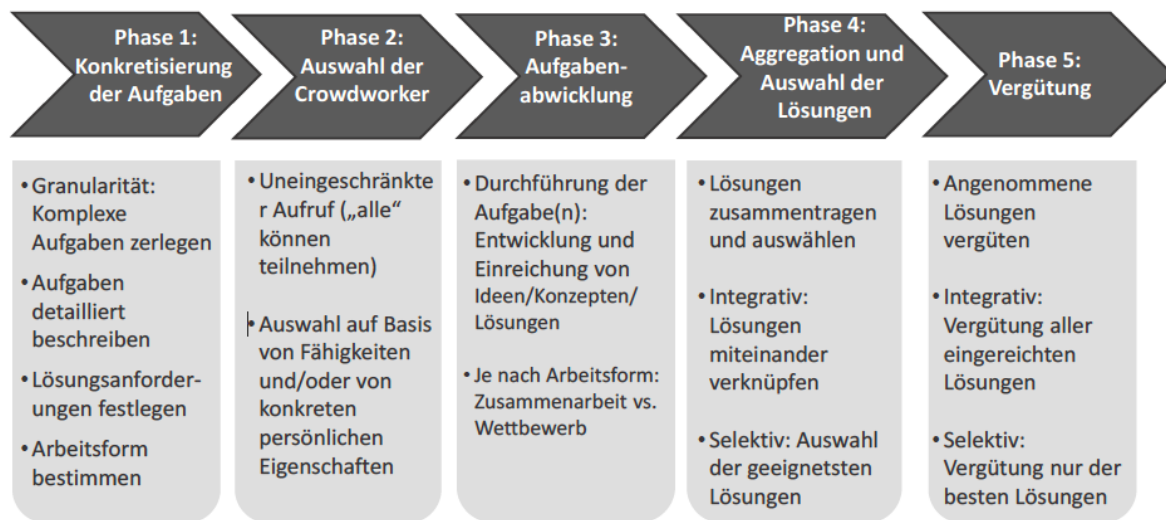 Phase 1:
Konkretisierung
der Aufgaben
Phase 2:
Auswahl der
Crowdworker
Phase 3:
Aufgaben-
abwicklung
Phase 4:
Aggregation und
Auswahl der
Lösungen
Phase 5:
Vergütung
• Granularität:
Komplexe
Aufgaben zerlegen
• Aufgaben
detailliert
beschreiben
• Lösungsanforder-
ungen festlegen
• Arbeitsform
bestimmen
• Uneingeschränkte
r Aufruf („alle“
können
teilnehmen)
• Auswahl auf Basis
von Fähigkeiten
und/oder von
konkreten
persönlichen
Eigenschaften
• Durchführung der
Aufgabe(n):
Entwicklung und
Einreichung von
Ideen/Konzepten/
Lösungen
• Je nach Arbeitsform:
Zusammenarbeit vs.
Wettbewerb
• Lösungen
zusammentragen
und auswählen
• Integrativ:
Lösungen
miteinander
verknüpfen
• Selektiv: Auswahl
der geeignetsten
Lösungen
• Angenommene
Lösungen
vergüten
• Integrativ:
Vergütung aller
eingereichten
Lösungen
• Selektiv:
Vergütung nur der
besten Lösungen